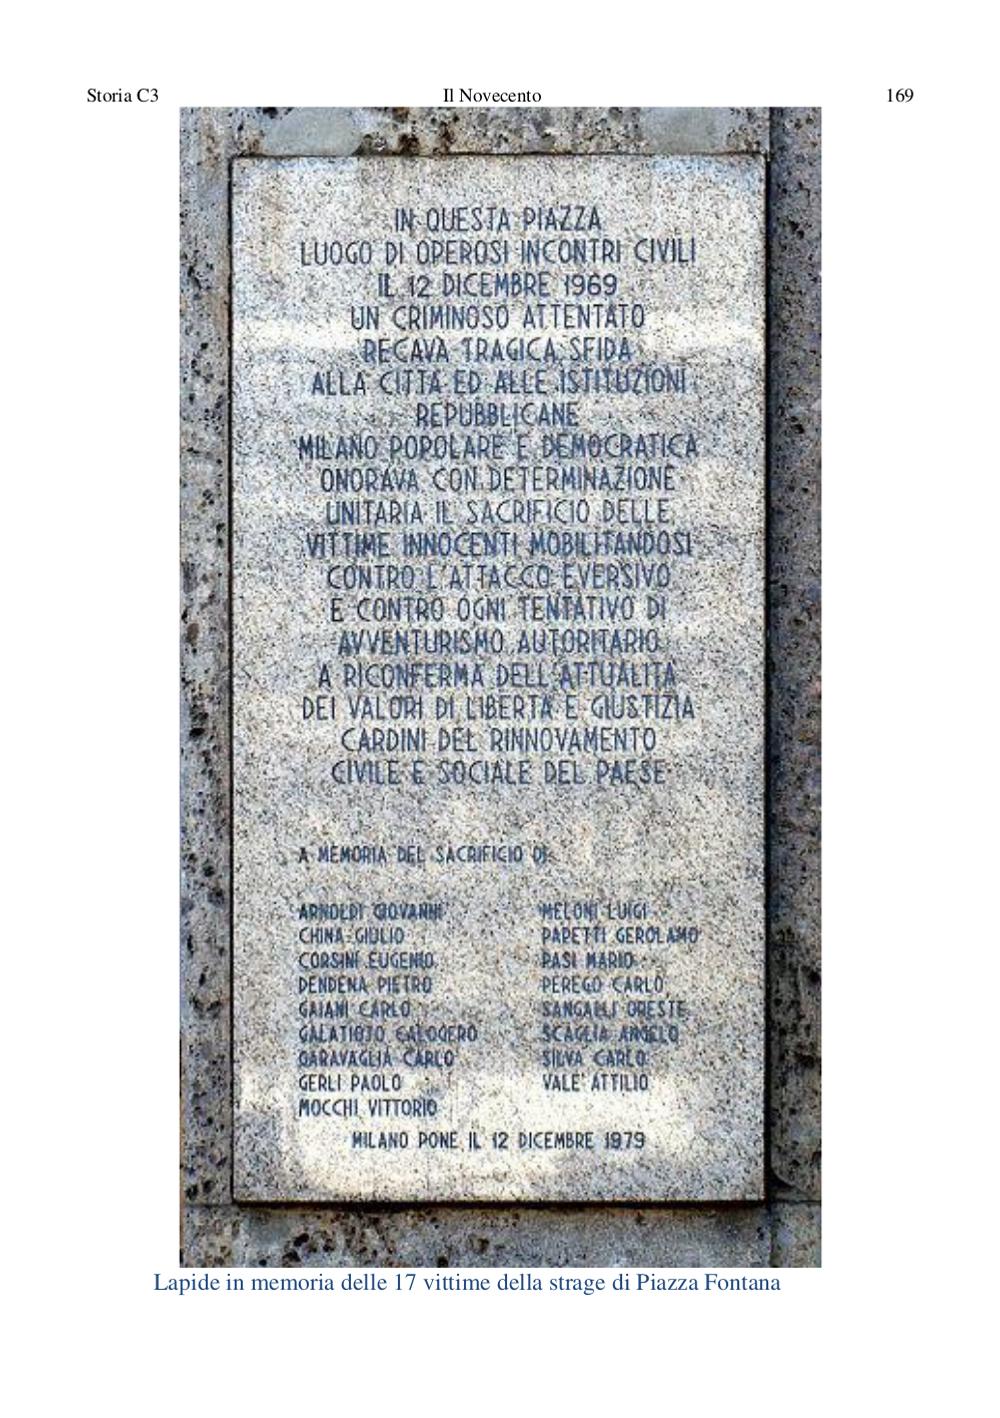 Storia C3 Il Novecento 169
IN QUESTA PIAZZA
LUOGO DI OPEROSI INCONTRI CIVILI
IL 12 DICEMBRE 1969
UN CRIMINOSO ATTENTATO
RECAVA TRAGICA SFIDA
ALLA CITTÀ ED ALLE ISTITUZIONI
REPUBBLICANE
MILANO POPOLARE E DEMOCRATICA
ONORAVA CON DETERMINAZIONE
UNITARIA IL SACRIFICIO DELLE
VITTIME INNOCENTI MOBILITANDOSI
CONTRO L'ATTACCO EVERSIVO
E CONTRO OGNI TENTATIVO DI
AVVENTURISMO AUTORITARIO
A RICONFERMA DELL'ATTUALITÀ
DEI VALORI DI LIBERTÀ E GIUSTIZIA
CARDINI DEL RINNOVAMENTO
CIVILE E SOCIALE DEL PAESE
A MEMORIA DEL SACRIFICIO DI
ARNOLDI GIOVANNI
CHINA GIULIO
CORSINI EUGENIO
DENDENA PIETRO
GAIANI CARLO
GALATIOTO CALOGERO
GARAVAGLIA CARLO
GERLI PAOLO
MOCCHI VITTORIO
MELONI LUIGI
PAPETTI GEROLAMO
PASI MARIO
PEREGO CARLO
SANGALLI ORESTE
SCAGLIA ANGELO
SILVA CARLO
VALE' ATTILIO
MILANO PONE IL 12 DICEMBRE 1979
Lapide in memoria delle 17 vittime della strage di Piazza Fontana